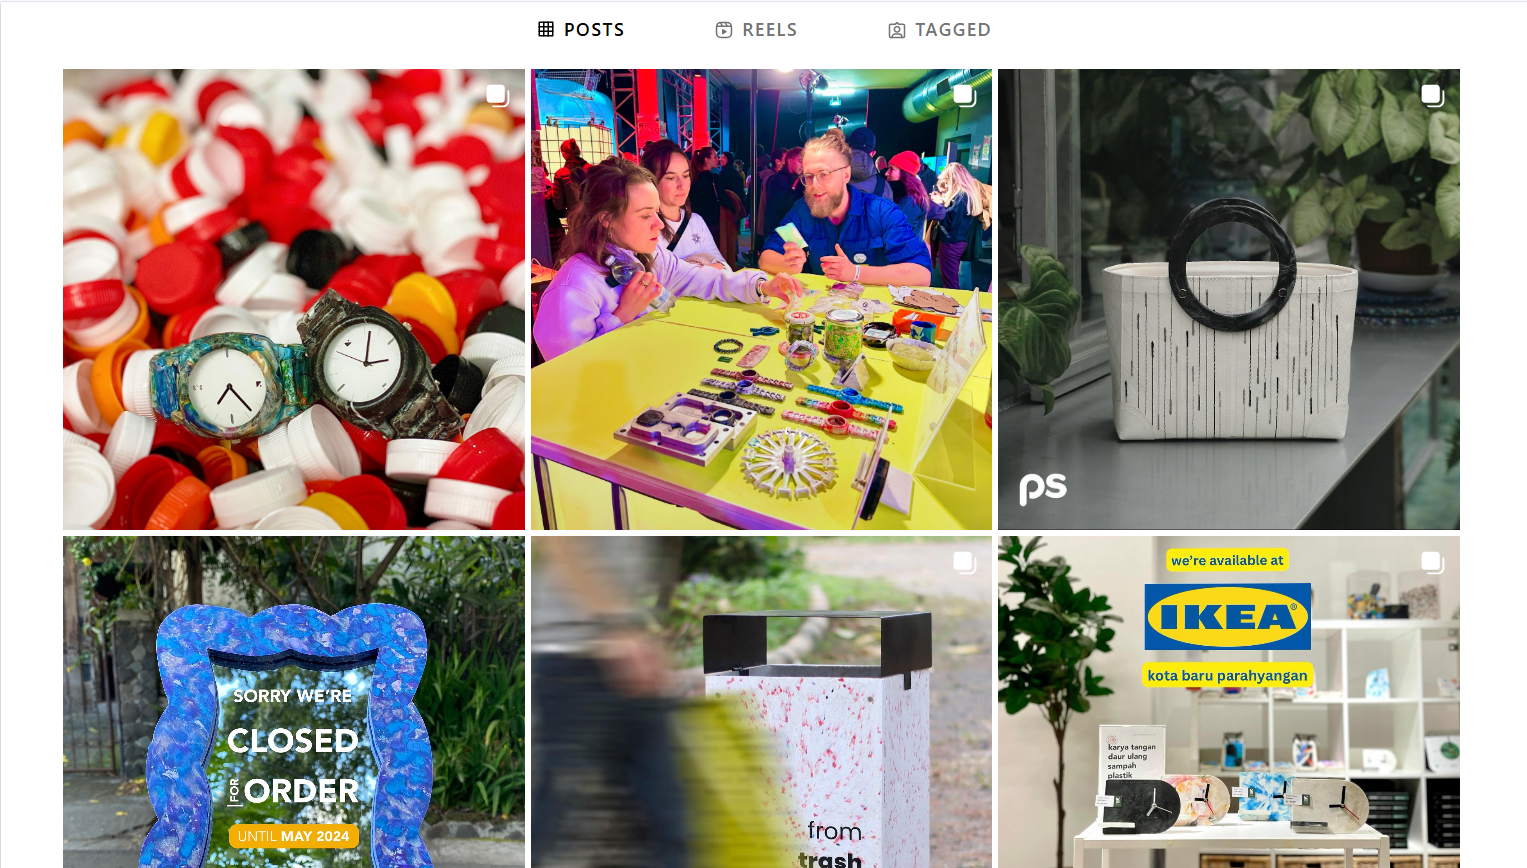 POSTS
REELS
TAGGED
ps
SORRY WE'RE
CLOSED
FOR
ORDER
UNTIL MAY 2024
from
trash
we're available at
IKEA®
kota baru parahyangan
karya tangan
daur ulang
sampah
plastik